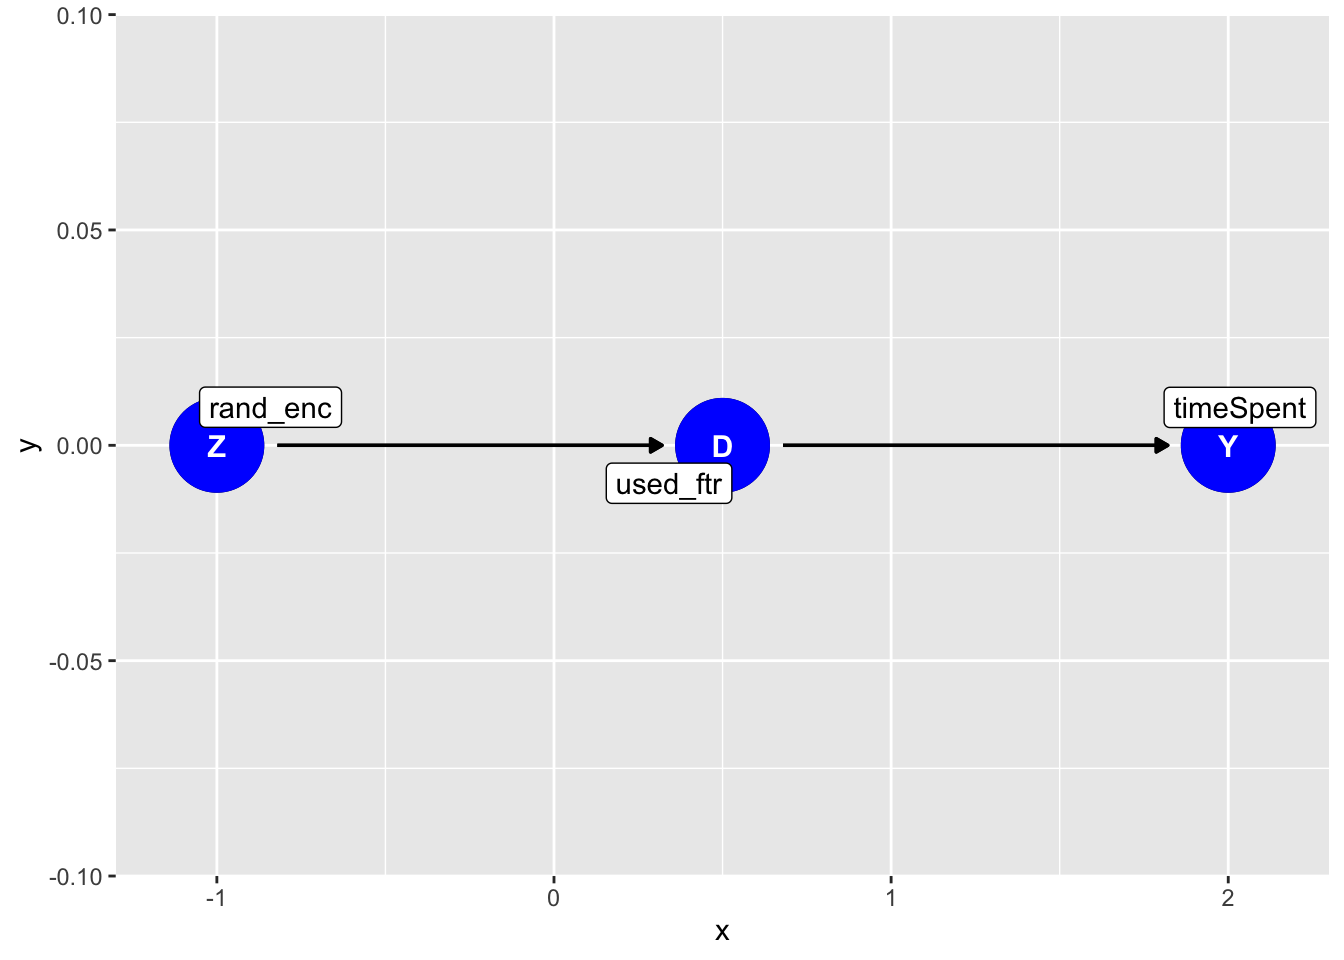 0.10
0.05
0.00
-0.05
-0.10
y
rand_enc
Z
D
used_ftr
timeSpent
Y
-1
0
1
2
x